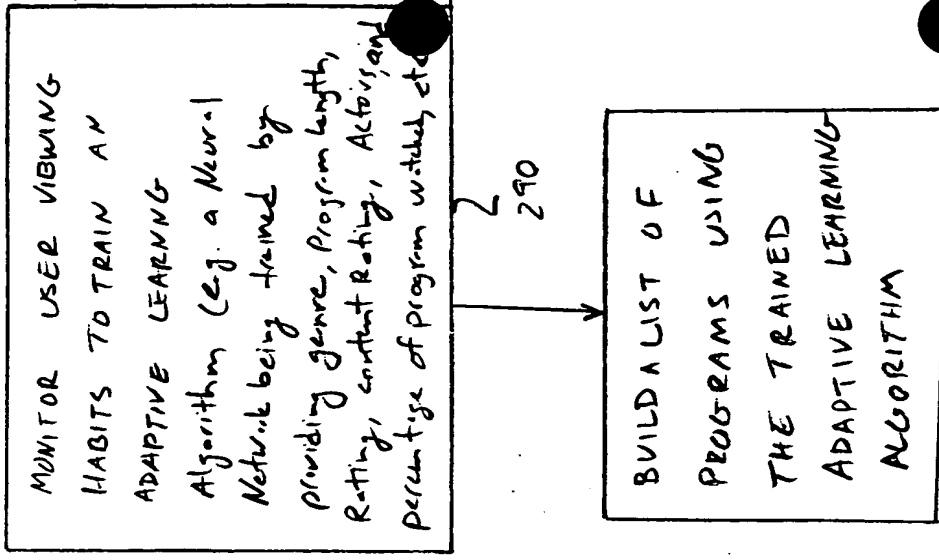 MONITOR USER VIEWING
HABITS TO TRAIN AN
ADAPTIVE LEARNING
Algorithm (e.g. a Neural
Network being trained by
providing genre, Program length,
Rating, content Rating, Actors, and
percentage of program watched, etc
290
BUILD A LIST OF
PROGRAMS USING
THE TRAINED
ADAPTIVE LEARNING
ALGORITHM